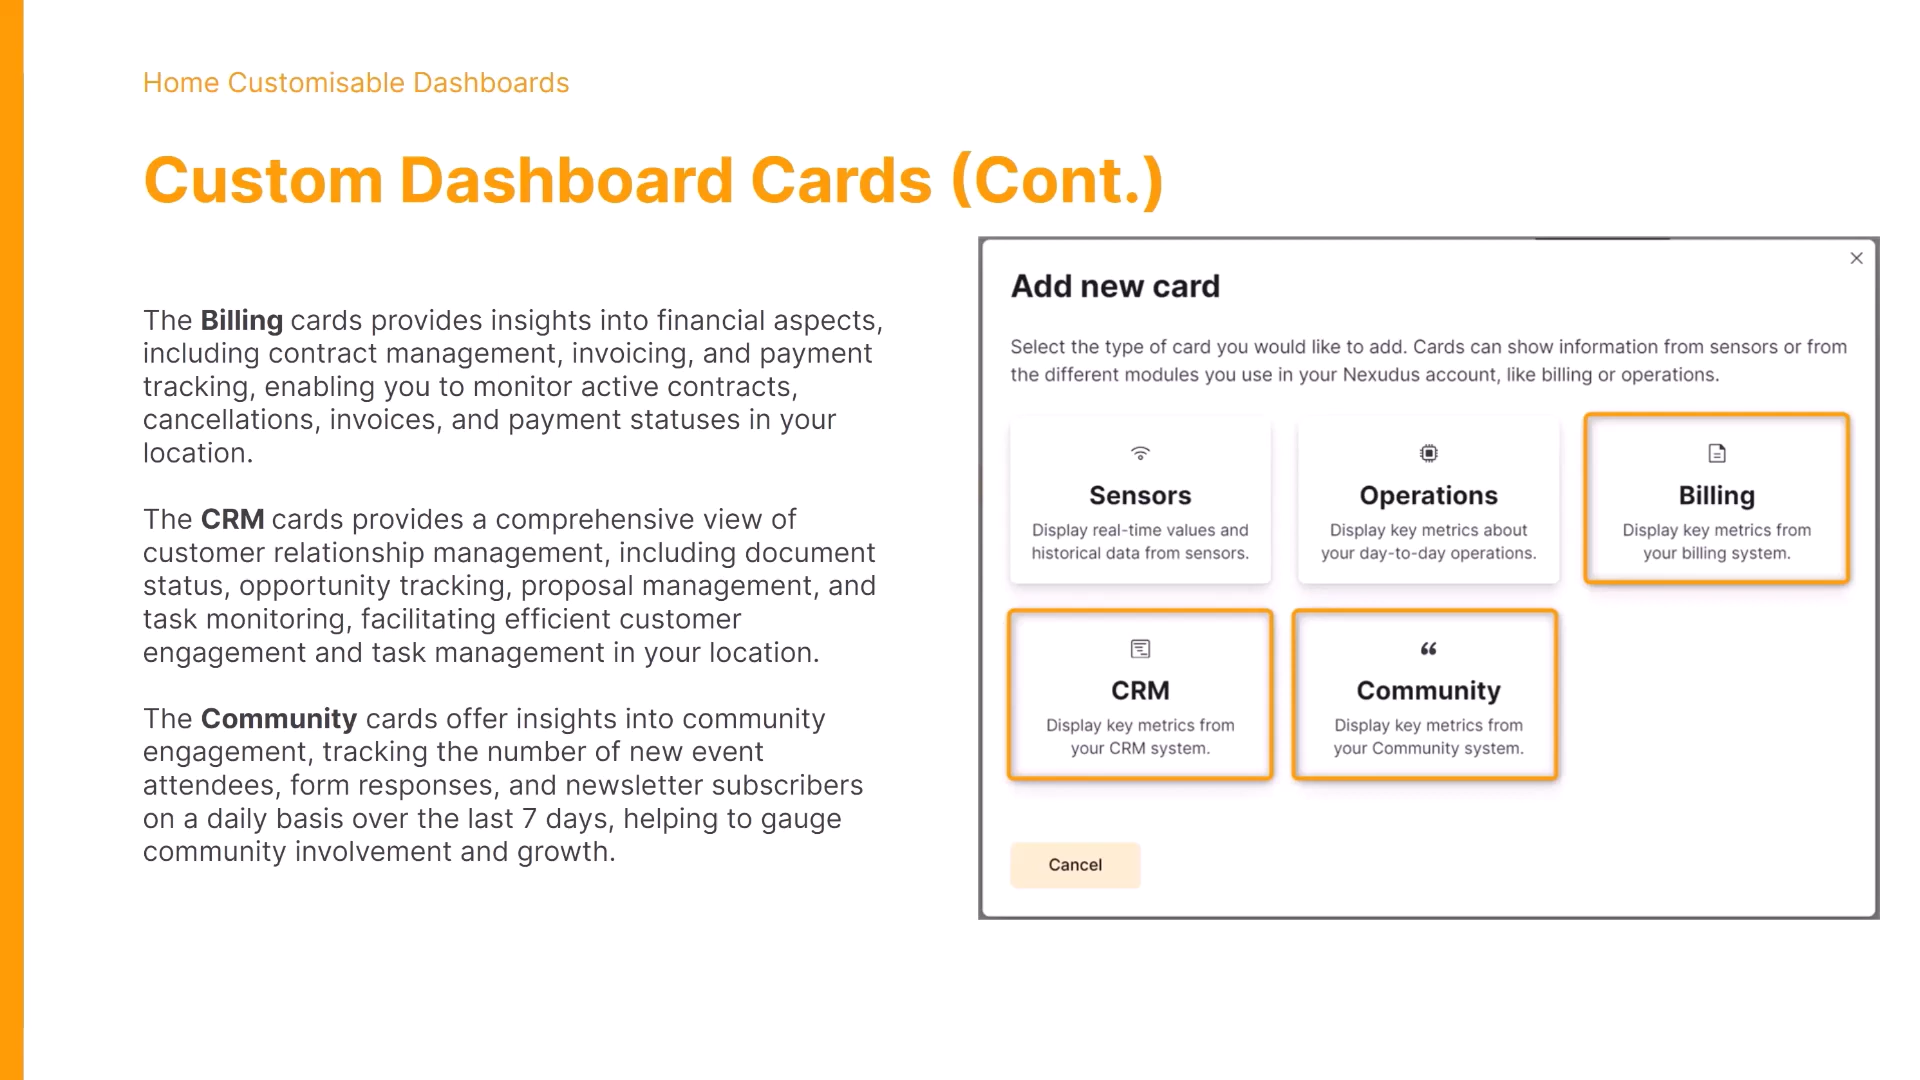 Home Customisable Dashboards
Custom Dashboard Cards (Cont.)
The Billing cards provides insights into financial aspects,
including contract management, invoicing, and payment
tracking, enabling you to monitor active contracts,
cancellations, invoices, and payment statuses in your
location.
The CRM cards provides a comprehensive view of
customer relationship management, including document
status, opportunity tracking, proposal management, and
task monitoring, facilitating efficient customer
engagement and task management in your location.
The Community cards offer insights into community
engagement, tracking the number of new event
attendees, form responses, and newsletter subscribers
on a daily basis over the last 7 days, helping to gauge
community involvement and growth.
Add new card
Select the type of card you would like to add. Cards can show information from sensors or from
the different modules you use in your Nexudus account, like billing or operations.
Sensors
Display real-time values and
historical data from sensors.
Operations
Display key metrics about
your day-to-day operations.
Billing
Display key metrics from
your billing system.
CRM
Display key metrics from
your CRM system.
Community
Display key metrics from
your Community system.
Cancel